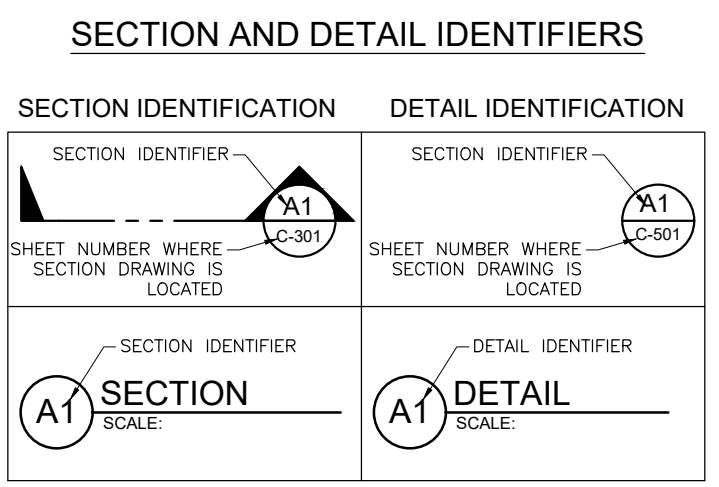 SECTION AND DETAIL IDENTIFIERS
SECTION IDENTIFICATION
SECTION IDENTIFIER
A1
C-301
SHEET NUMBER WHERE
SECTION DRAWING IS
LOCATED
DETAIL IDENTIFICATION
SECTION IDENTIFIER
A1
C-501
SHEET NUMBER WHERE
SECTION DRAWING IS
LOCATED
SECTION IDENTIFIER
A1
SECTION
SCALE:
DETAIL IDENTIFIER
A1
DETAIL
SCALE: